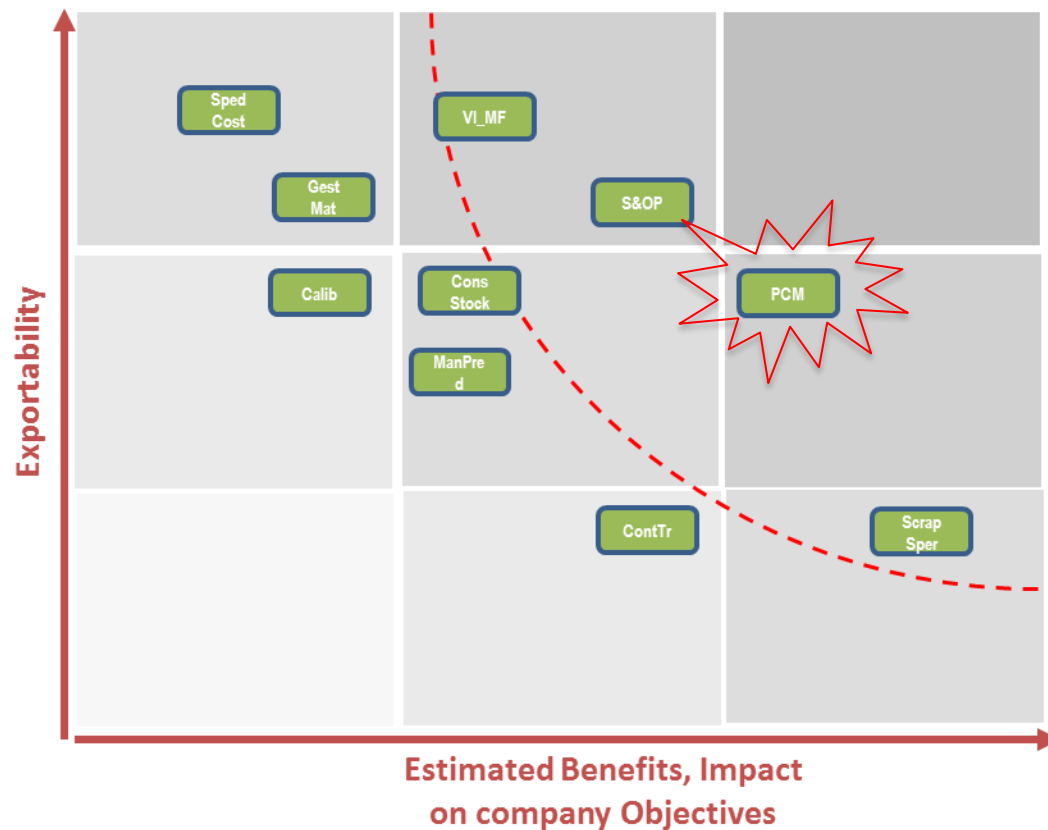 Sped
Cost
VI_MF
Gest
Mat
S&OP
Calib
Cons
Stock
PCM
ManPre
d
ContTr
Scrap
Sper
Exportability
Estimated Benefits, Impact
on company Objectives